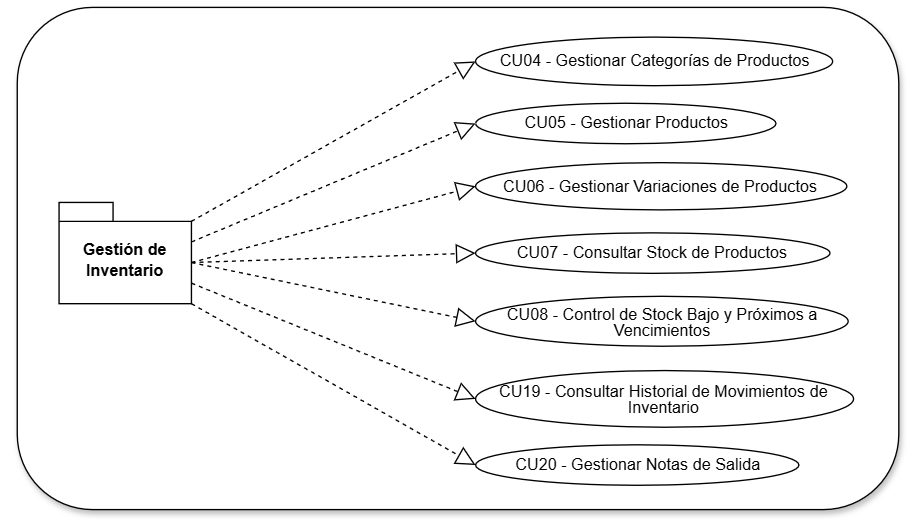 CU04 - Gestionar Categorías de Productos
CU05 - Gestionar Productos
CU06 - Gestionar Variaciones de Productos
Gestión de
Inventario
CU07 - Consultar Stock de Productos
CU08 - Control de Stock Bajo y Próximos a
Vencimientos
CU19 - Consultar Historial de Movimientos de
Inventario
CU20 - Gestionar Notas de Salida